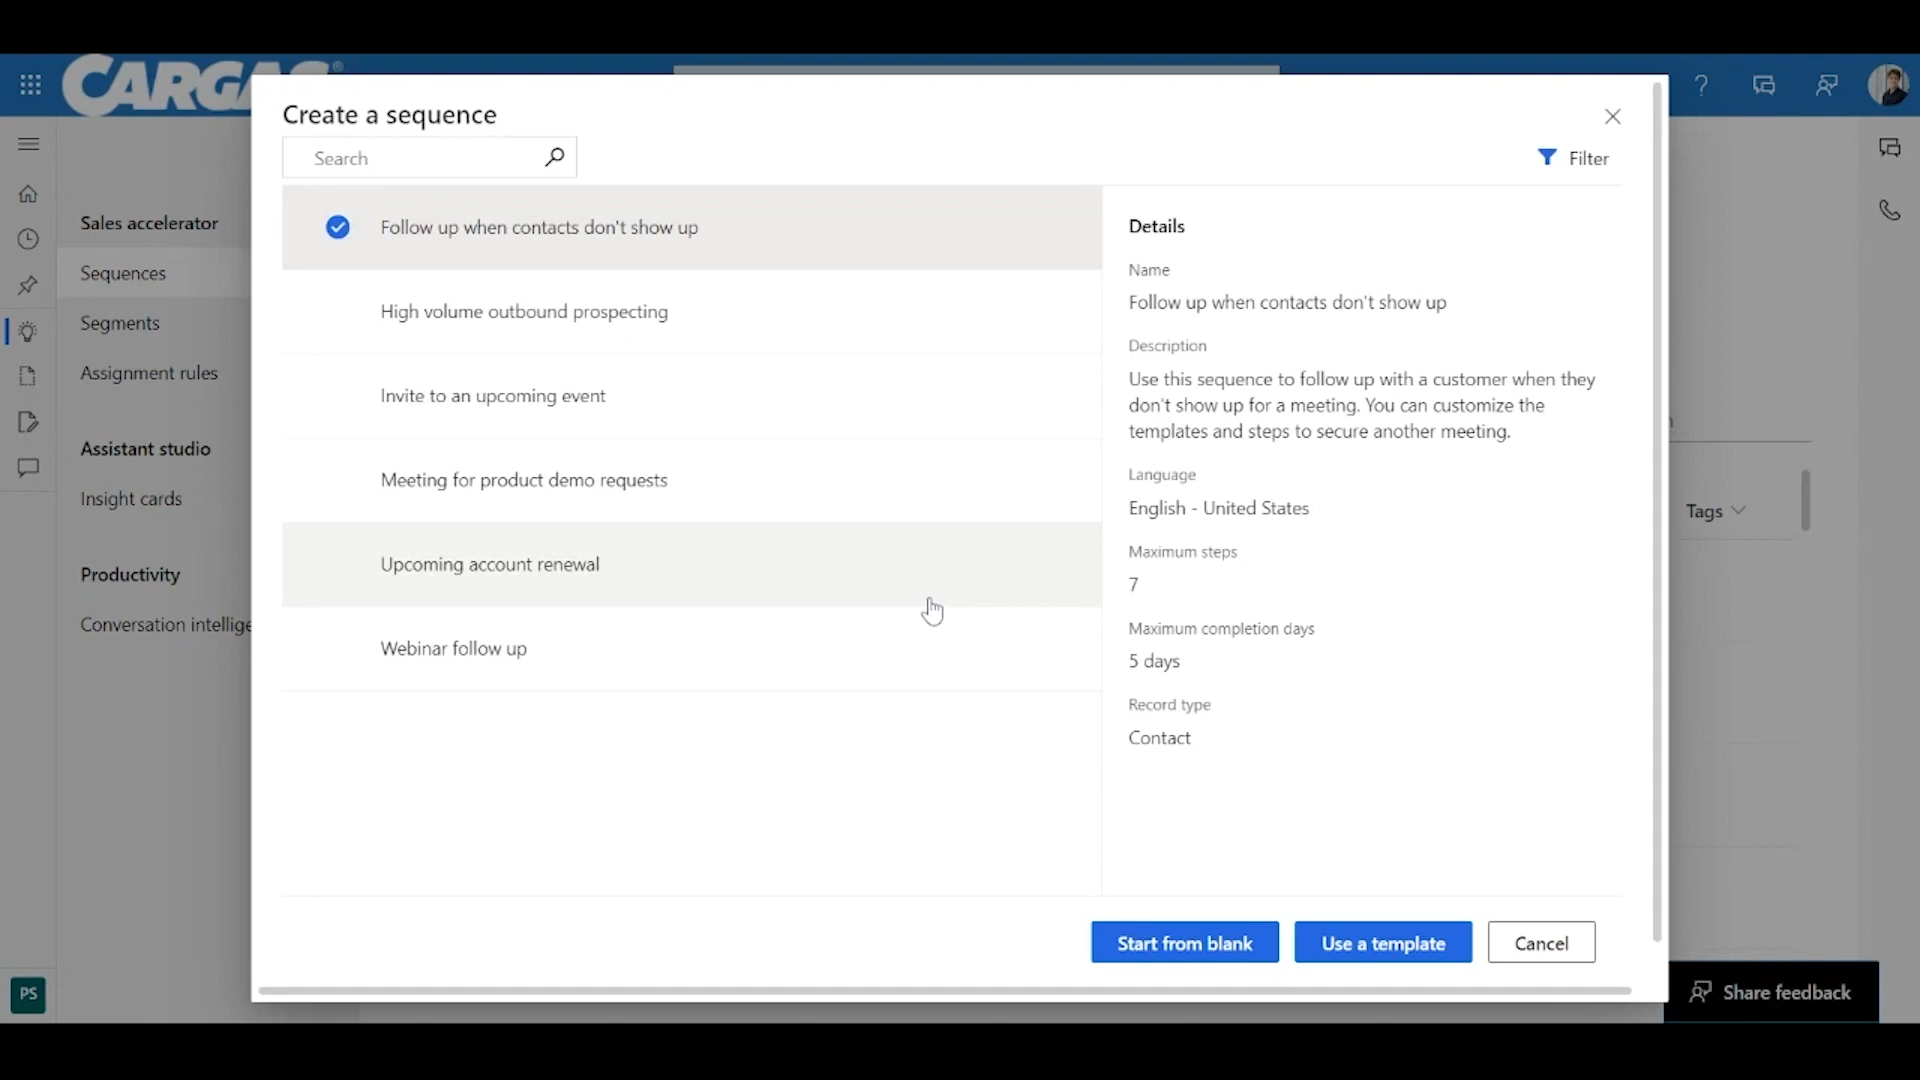 CARGAS®
Create a sequence
Search
Filter
Sales accelerator
Sequences
Segments
Assignment rules
Assistant studio
Insight cards
Productivity
Conversation intellige
Follow up when contacts don't show up
High volume outbound prospecting
Invite to an upcoming event
Meeting for product demo requests
Upcoming account renewal
Webinar follow up
Details
Name
Follow up when contacts don't show up
Description
Use this sequence to follow up with a customer when they
don't show up for a meeting. You can customize the
templates and steps to secure another meeting.
Language
English - United States
Maximum steps
7
Maximum completion days
5 days
Record type
Contact
Tags
Start from blank
Use a template
Cancel
PS
Share feedback